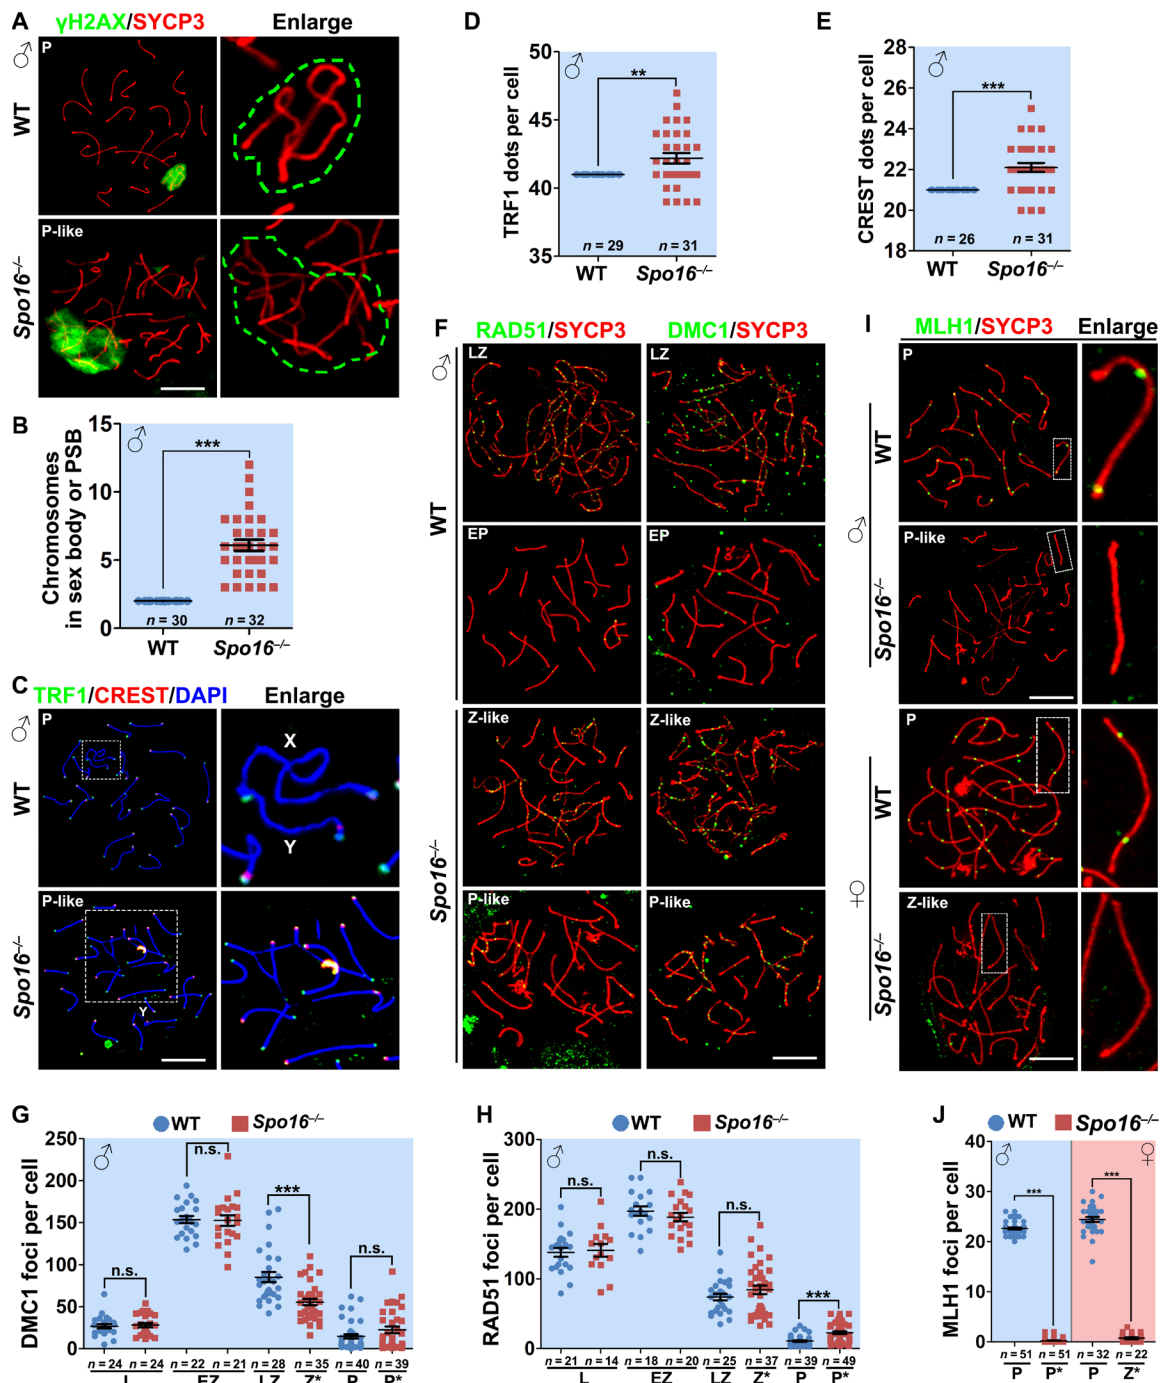 A
γH2AX/SYCP3
Enlarge
♂
P
WT
P-like
Spo16–/–
B
♂
Chromosomes
in sex body or PSB
15
10
5
0
***
n = 30
n = 32
WT
Spo16–/–
C
TRF1/CREST/DAPI
Enlarge
♂
P
X
Y
WT
P-like
Y
Spo16–/–
D
♂
TRF1 dots per cell
50
45
40
35
**
n = 29
n = 31
WT
Spo16–/–
E
♂
CREST dots per cell
28
26
24
22
20
18
***
n = 26
n = 31
WT
Spo16–/–
F
RAD51/SYCP3
DMC1/SYCP3
♂
LZ
LZ
WT
EP
EP
Z-like
Z-like
Spo16–/–
P-like
P-like
I
MLH1/SYCP3
Enlarge
P
WT
♂
P-like
Spo16–/–
P
WT
♀
Z-like
Spo16–/–
G
WT
Spo16–/–
♂
DMC1 foci per cell
250
200
150
100
50
0
n.s.
n.s.
***
n.s.
n = 24
n = 24
n = 22
n = 21
n = 28
n = 35
n = 40
n = 39
L
EZ
LZ
Z*
P
P*
H
WT
Spo16–/–
♂
RAD51 foci per cell
300
200
100
0
n.s.
n.s.
n.s.
***
n = 21
n = 14
n = 18
n = 20
n = 25
n = 37
n = 39
n = 49
L
EZ
LZ
Z*
P
P*
J
WT
Spo16–/–
♂
♀
MLH1 foci per cell
40
30
20
10
0
***
***
n = 51
n = 51
n = 32
n = 22
P
P*
P
Z*